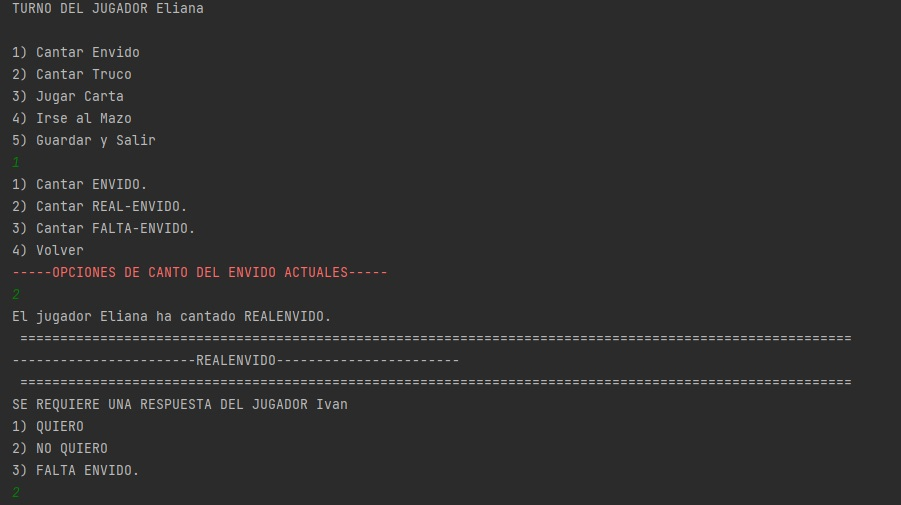 TURNO DEL JUGADOR Eliana
1) Cantar Envido
2) Cantar Truco
3) Jugar Carta
4) Irse al Mazo
5) Guardar y Salir
1
1) Cantar ENVIDO.
2) Cantar REAL-ENVIDO.
3) Cantar FALTA-ENVIDO.
4) Volver
-----OPCIONES DE CANTO DEL ENVIDO ACTUALES-----
2
El jugador Eliana ha cantado REALENVIDO.
========================================================================================================
-----------------------REALENVIDO-----------------------
========================================================================================================
SE REQUIERE UNA RESPUESTA DEL JUGADOR Ivan
1) QUIERO
2) NO QUIERO
3) FALTA ENVIDO.
2